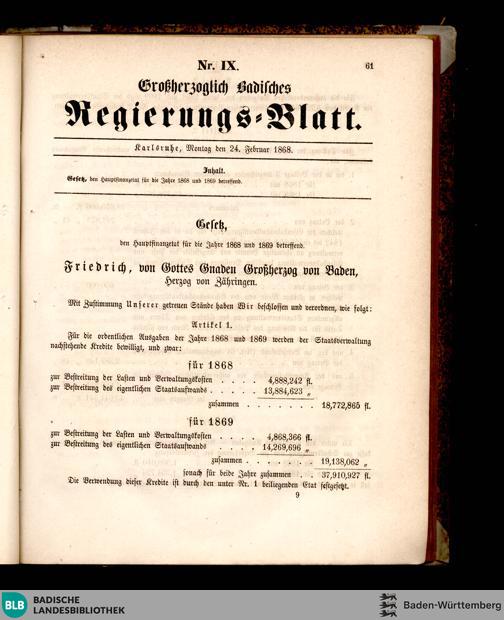 Nr. IX.
61
Großherzoglich Badisches
Regierungs-Blatt.
Karlsruhe, Montag den 24. Februar 1868.
Inhalt.
Gesetz, den Hauptfinanzetat für die Jahre 1868 und 1869 betreffend.
Gesetz,
den Hauptfinanzetat für die Jahre 1868 und 1869 betreffend.
Friedrich, von Gottes Gnaden Großherzog von Baden,
Herzog von Zähringen.
Mit Zustimmung Unserer getreuen Stände haben Wir beschlossen und verordnen, wie folgt:
Artikel 1.
Für die ordentlichen Ausgaben der Jahre 1868 und 1869 werden der Staatsverwaltung
nachstehende Kredite bewilligt, und zwar:
für 1868
zur Bestreitung der Lasten und Verwaltungskosten . . . . . 4,888,242 fl.
zur Bestreitung des eigentlichen Staatsaufwands . . . . . 13,884,623 „
zusammen . . . . . . . 18,772,865 fl.
für 1869
zur Bestreitung der Lasten und Verwaltungskosten . . . . . 4,868,366 fl.
zur Bestreitung des eigentlichen Staatsaufwands . . . . . 14,269,696 „
zusammen . . . . . . . 19,138,062 „
sonach für beide Jahre zusammen . . 37,910,927 fl.
Die Verwendung dieser Kredite ist durch den unter Nr. 1 beiliegenden Etat festgesetzt.
9
BLB
BADISCHE
LANDESBIBLIOTHEK
Baden-Württemberg